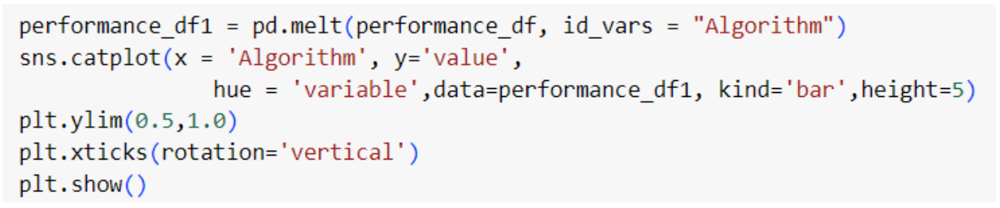 performance_df1 = pd.melt(performance_df, id_vars = "Algorithm")
sns.catplot(x = 'Algorithm', y='value',
               hue = 'variable',data=performance_df1, kind='bar',height=5)
plt.ylim(0.5,1.0)
plt.xticks(rotation='vertical')
plt.show()